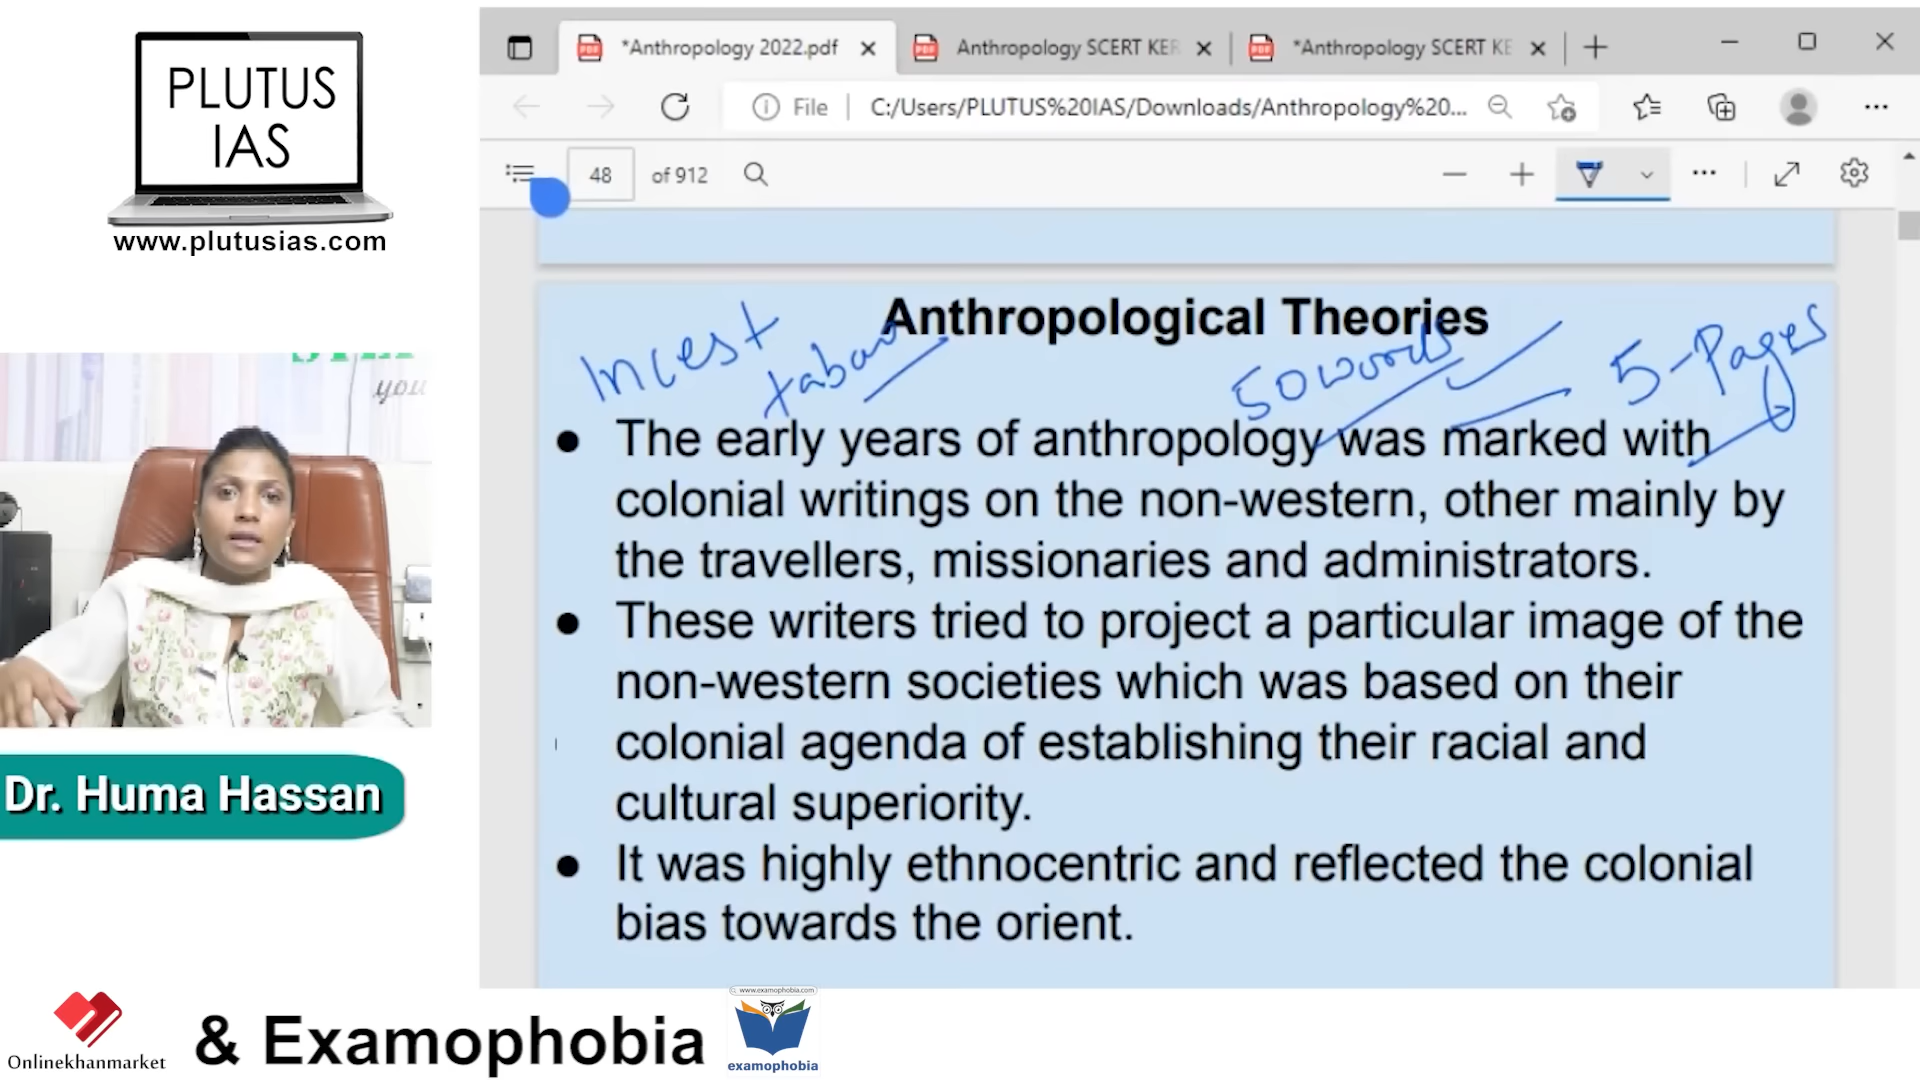 PLUTUS
IAS
www.plutusias.com
*Anthropology 2022.pdf
Anthropology SCERT KER
*Anthropology SCERT KE
File
C:/Users/PLUTUS%20IAS/Downloads/Anthropology%20...
48 of 912
Anthropological Theories
Incest
taboo
50 words
5-Pages
The early years of anthropology was marked with
colonial writings on the non-western, other mainly by
the travellers, missionaries and administrators.
These writers tried to project a particular image of the
non-western societies which was based on their
colonial agenda of establishing their racial and
cultural superiority.
It was highly ethnocentric and reflected the colonial
bias towards the orient.
you
Dr. Huma Hassan
Onlinekhanmarket
& Examophobia
www.examophobia.com
examophobia